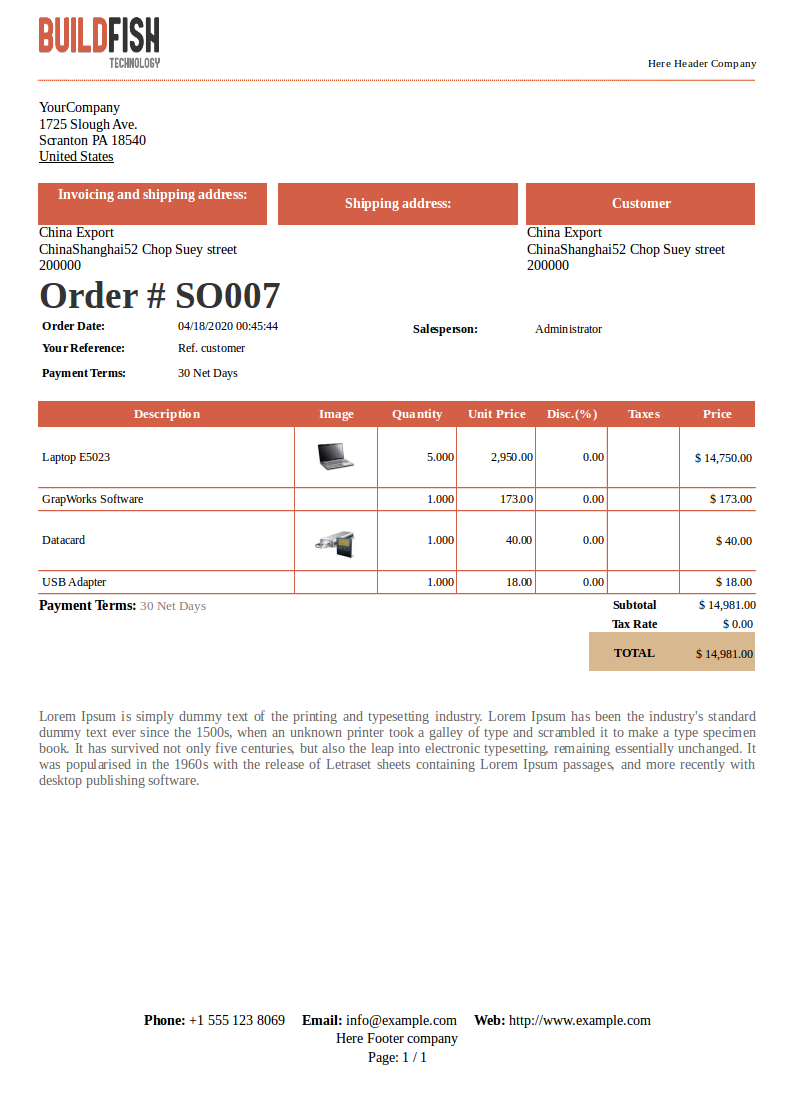 BUILDFISH
TECHNOLOGY
Here Header Company
YourCompany
1725 Slough Ave.
Scranton PA 18540
United States
Invoicing and shipping address: Shipping address: Customer
China Export China Export
ChinaShanghai52 Chop Suey street ChinaShanghai52 Chop Suey street
200000 200000
Order # SO007
Order Date: 04/18/2020 00:45:44 Salesperson: Administrator
Your Reference: Ref. customer
Payment Terms: 30 Net Days
Description Image Quantity Unit Price Disc.(%) Taxes Price
Laptop E5023 5.000 2,950.00 0.00 $ 14,750.00
GrapWorks Software 1.000 173.00 0.00 $ 173.00
Datacard 1.000 40.00 0.00 $ 40.00
USB Adapter 1.000 18.00 0.00 $ 18.00
Payment Terms: 30 Net Days Subtotal $ 14,981.00
Tax Rate $ 0.00
TOTAL $ 14,981.00
Lorem Ipsum is simply dummy text of the printing and typesetting industry. Lorem Ipsum has been the industry's standard
dummy text ever since the 1500s, when an unknown printer took a galley of type and scrambled it to make a type specimen
book. It has survived not only five centuries, but also the leap into electronic typesetting, remaining essentially unchanged. It
was popularised in the 1960s with the release of Letraset sheets containing Lorem Ipsum passages, and more recently with
desktop publishing software.
Phone: +1 555 123 8069 Email: info@example.com Web: http://www.example.com
Here Footer company
Page: 1 / 1